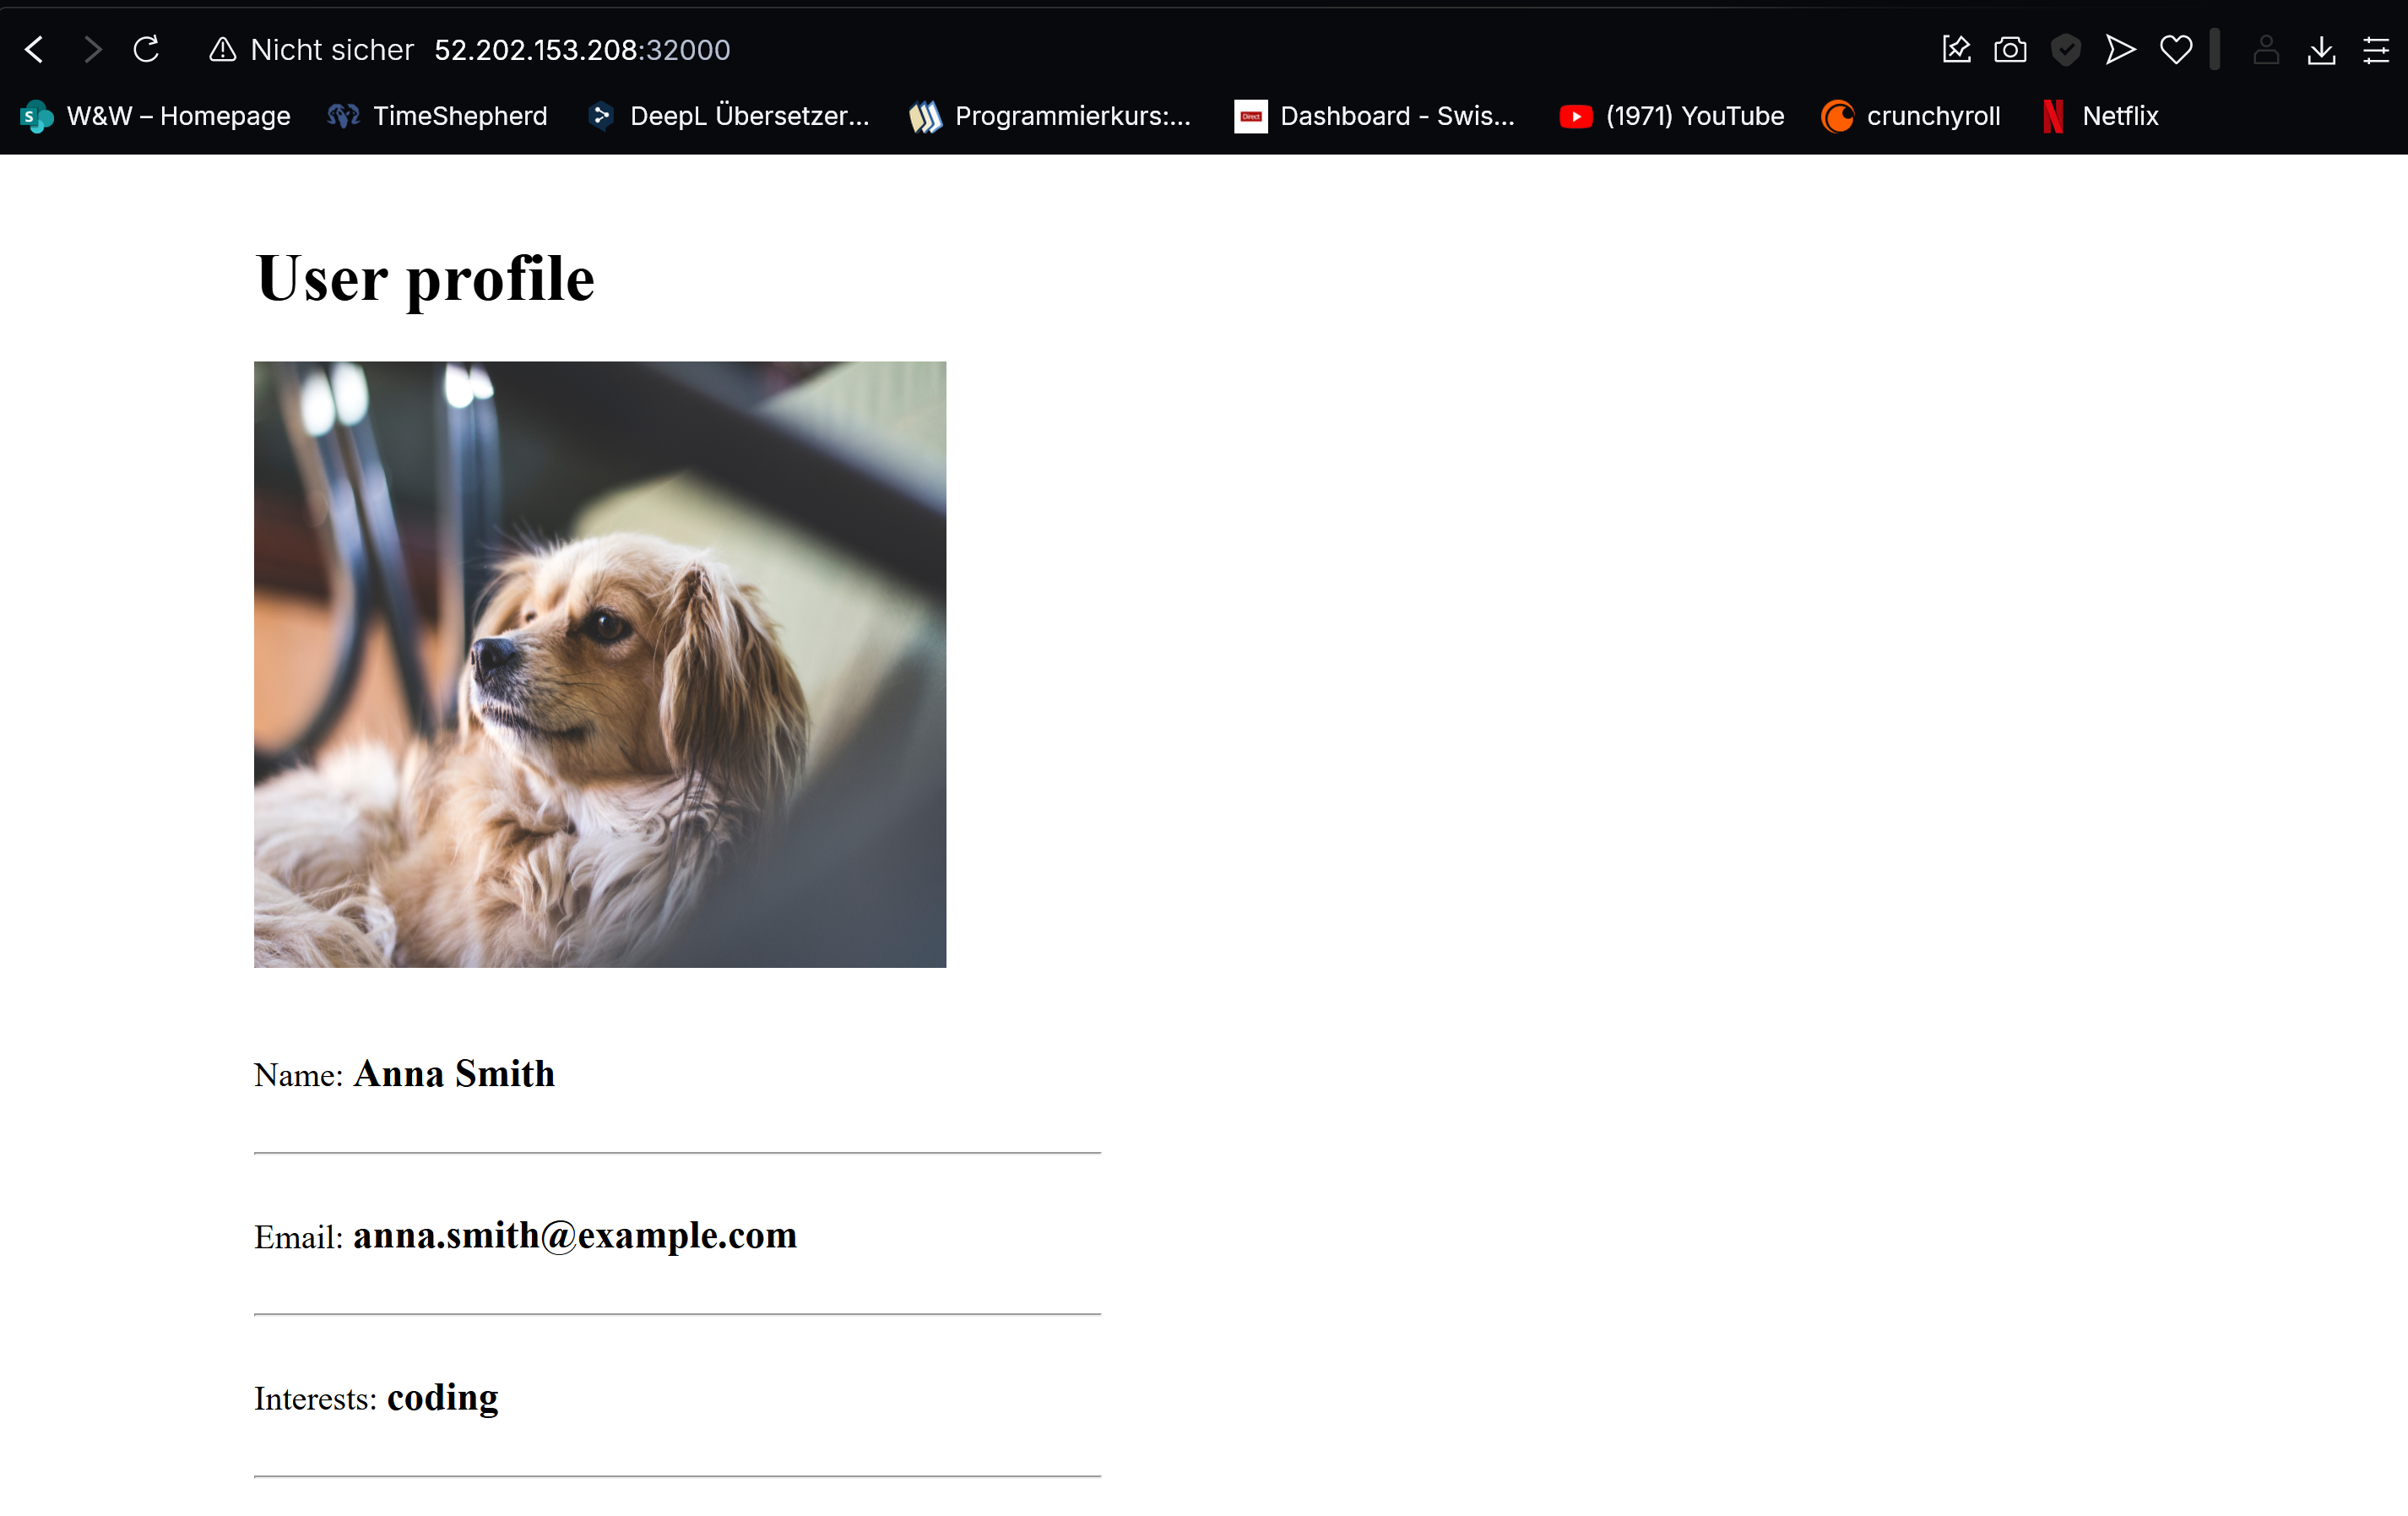 Nicht sicher 52.202.153.208:32000
W&W – Homepage TimeShepherd DeepL Übersetzer... Programmierkurs:... Direct Dashboard - Swis... (1971) YouTube crunchyroll Netflix
User profile
Name: Anna Smith
Email: anna.smith@example.com
Interests: coding